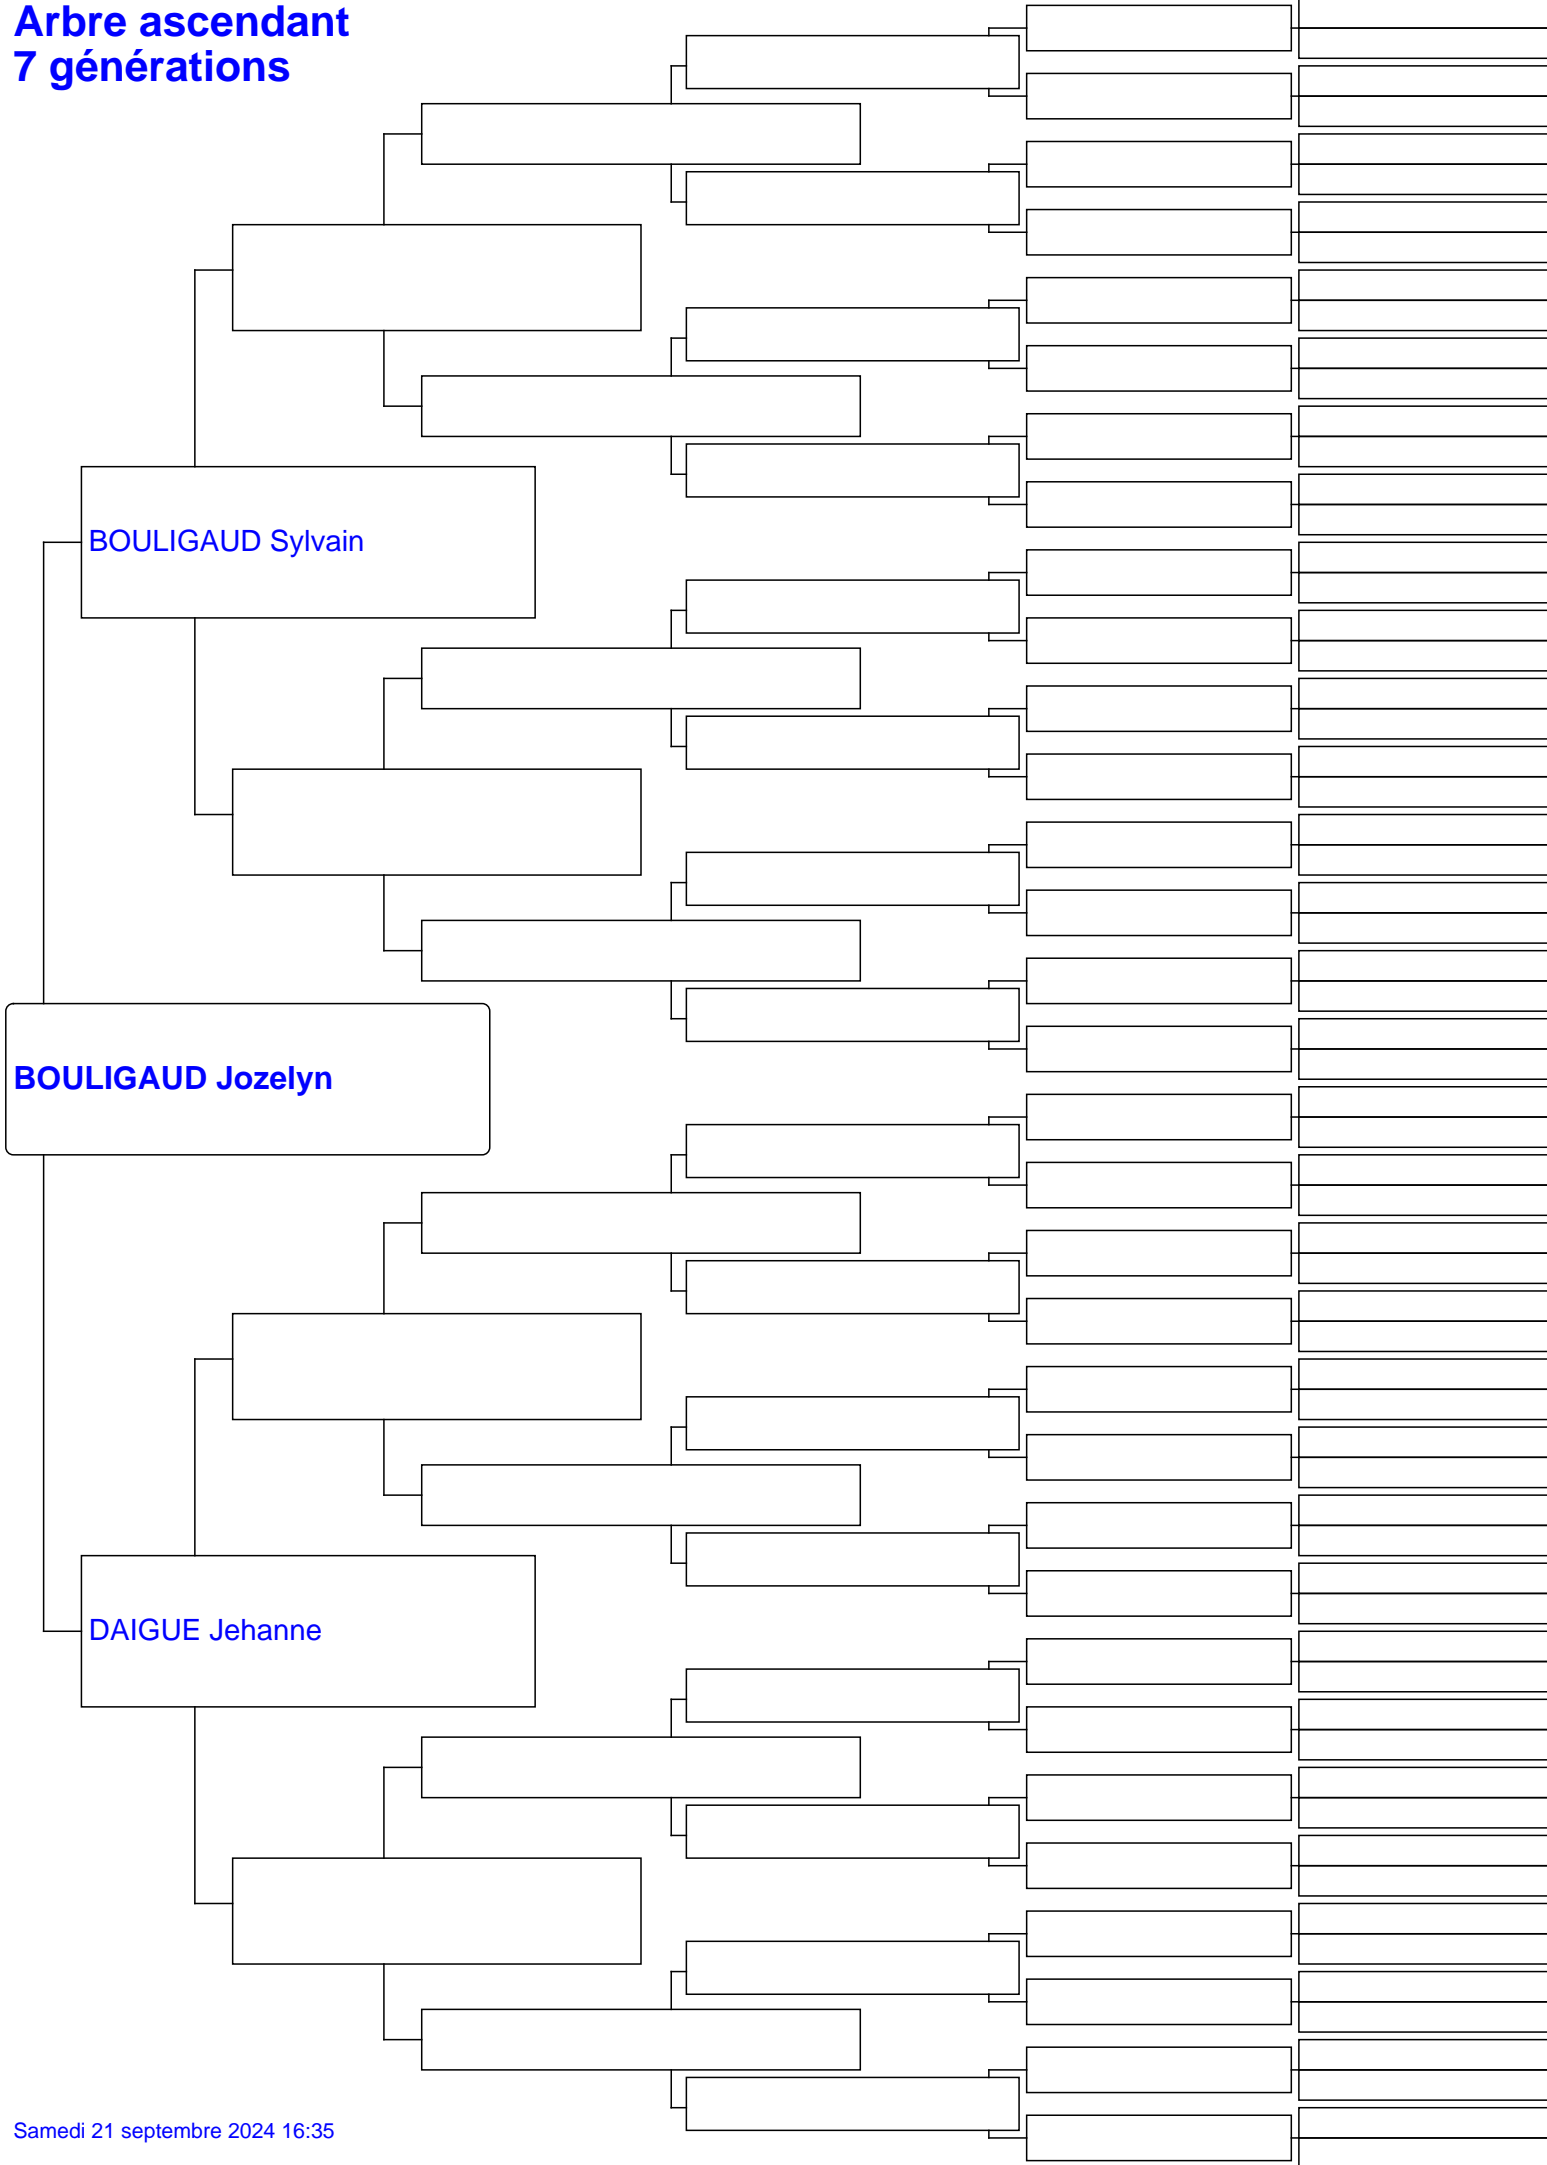 Arbre ascendant
7 générations
BOULIGAUD Sylvain
BOULIGAUD Jozelyn
DAIGUE Jehanne
Samedi 21 septembre 2024 16:35